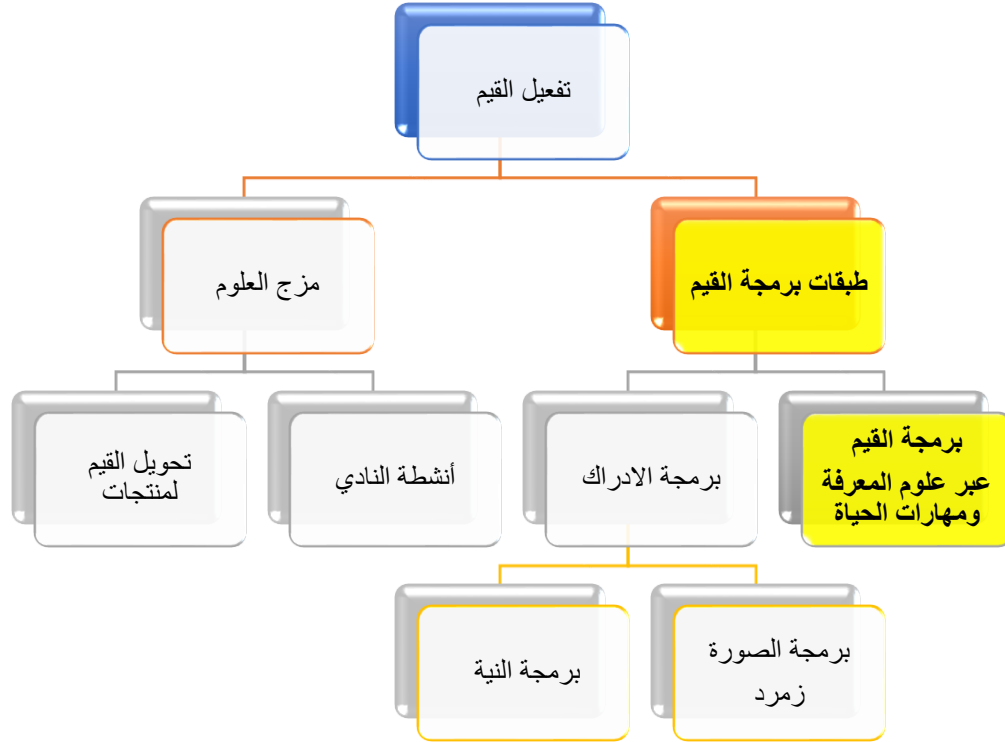 تفعيل القيم
طبقات برمجة القيم
مزج العلوم
برمجة القيم
عبر علوم المعرفة
ومهارات الحياة
برمجة الادراك
أنشطة النادي
تحويل القيم
لمنتجات
برمجة الصورة
زمرد
برمجة النية